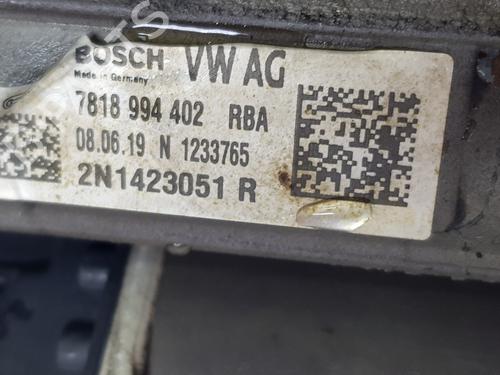 BOSCH VW AG
Made in Germany
7818 994 402 RBA
08.06.19 N 1233765
2N1423051 R